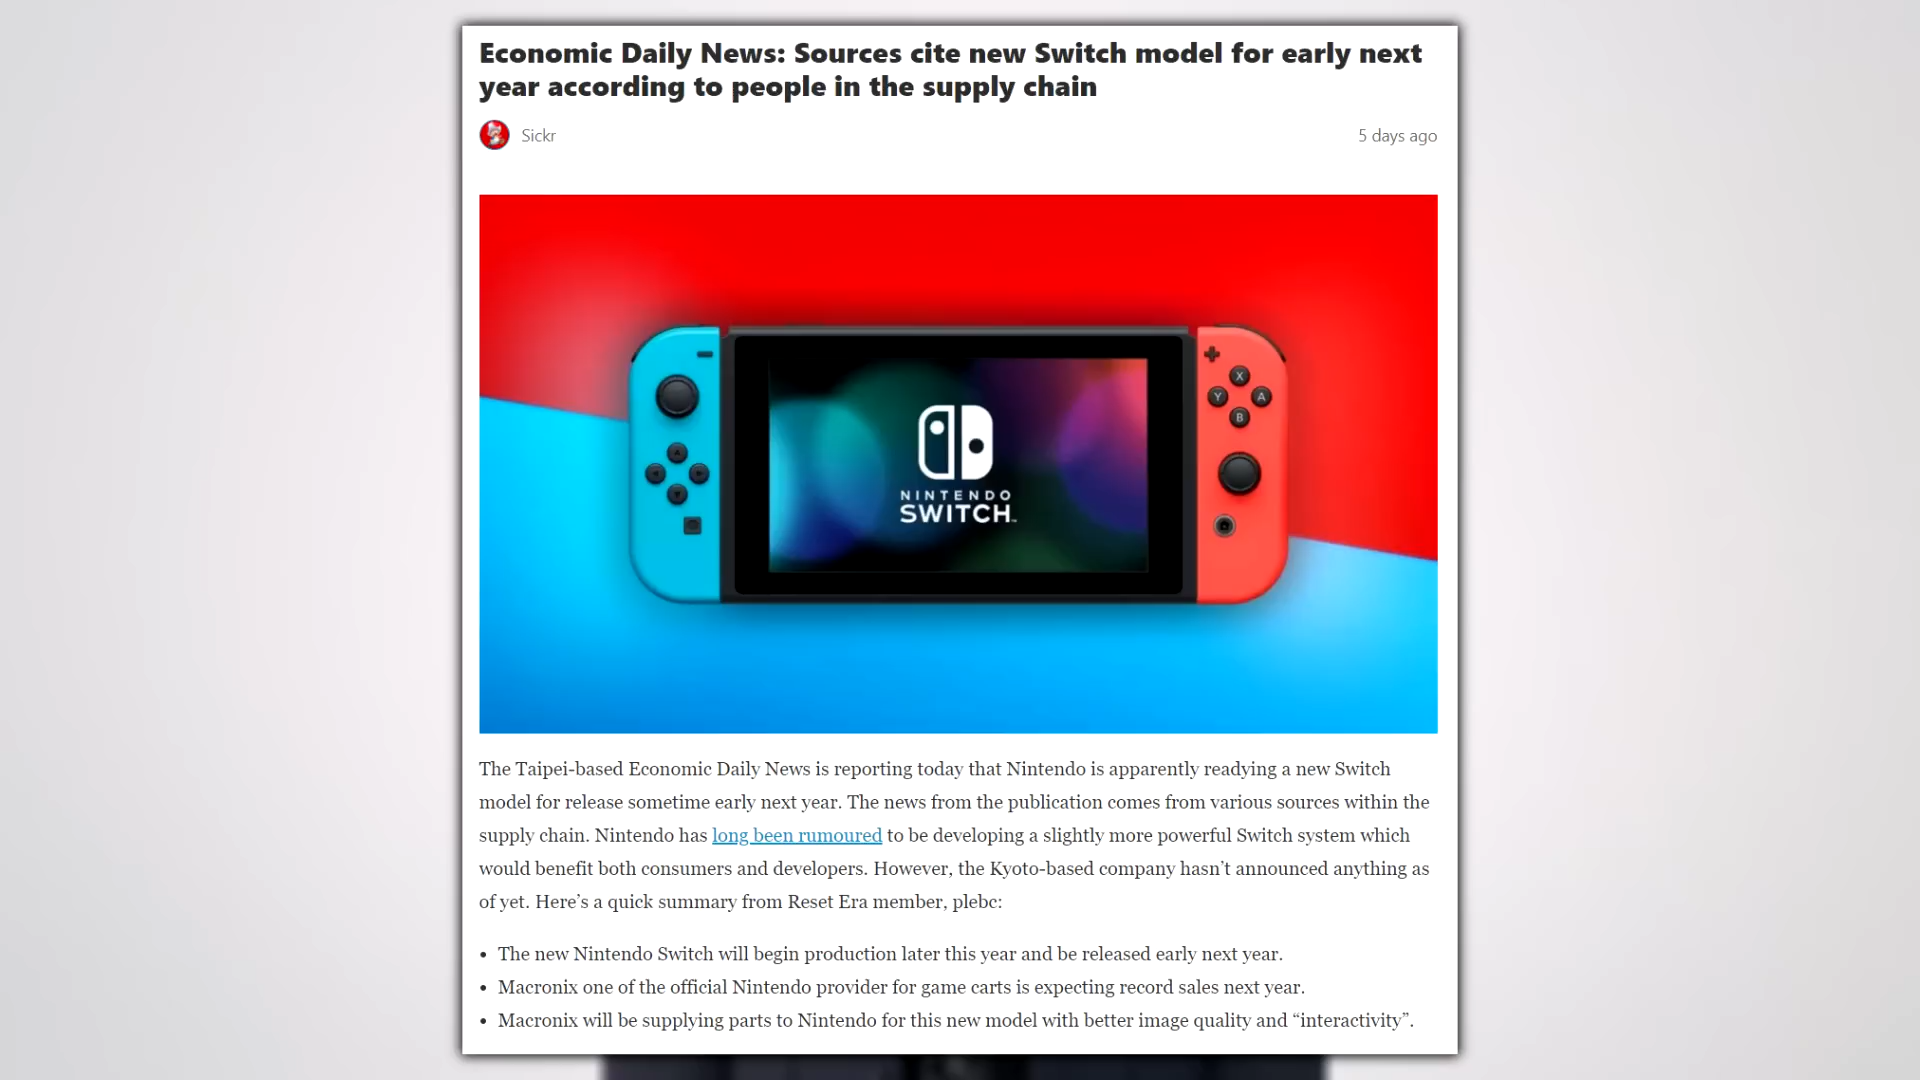 Economic Daily News: Sources cite new Switch model for early next
year according to people in the supply chain
Sickr
5 days ago
X
Y A
B
NINTENDO
SWITCH™
The Taipei-based Economic Daily News is reporting today that Nintendo is apparently readying a new Switch
model for release sometime early next year. The news from the publication comes from various sources within the
supply chain. Nintendo has long been rumoured to be developing a slightly more powerful Switch system which
would benefit both consumers and developers. However, the Kyoto-based company hasn’t announced anything as
of yet. Here’s a quick summary from Reset Era member, plebc:
• The new Nintendo Switch will begin production later this year and be released early next year.
• Macronix one of the official Nintendo provider for game carts is expecting record sales next year.
• Macronix will be supplying parts to Nintendo for this new model with better image quality and “interactivity”.